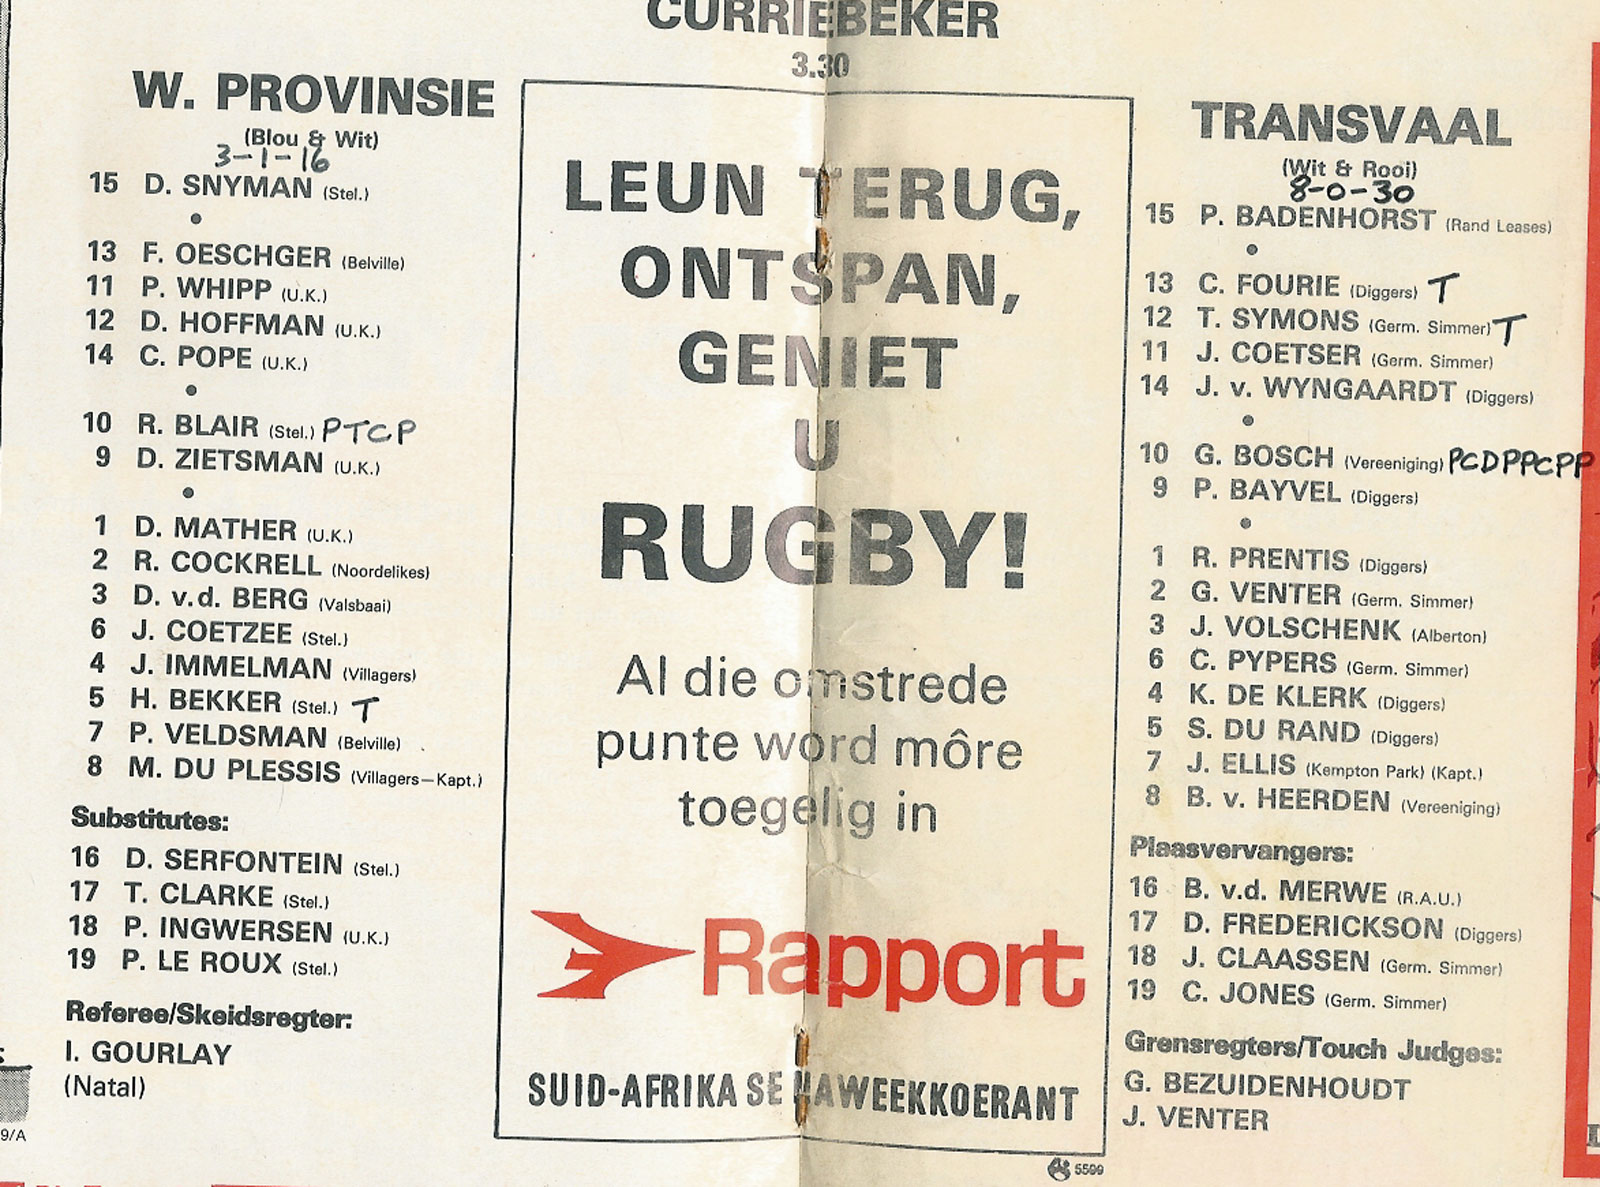 CURRIEBEKER
3.30
W. PROVINSIE
(Blou & Wit)
3-1-16
15 D. SNYMAN (Stel.)
•
13 F. OESCHGER (Belville)
11 P. WHIPP (U.K.)
12 D. HOFFMAN (U.K.)
14 C. POPE (U.K.)
•
10 R. BLAIR (Stel.) PTCP
9 D. ZIETSMAN (U.K.)
•
1 D. MATHER (U.K.)
2 R. COCKRELL (Noordelikes)
3 D. v.d. BERG (Valsbaai)
6 J. COETZEE (Stel.)
4 J. IMMELMAN (Villagers)
5 H. BEKKER (Stel.) T
7 P. VELDSMAN (Belville)
8 M. DU PLESSIS (Villagers–Kapt.)
Substitutes:
16 D. SERFONTEIN (Stel.)
17 T. CLARKE (Stel.)
18 P. INGWERSEN (U.K.)
19 P. LE ROUX (Stel.)
Referee/Skeidsregter:
I. GOURLAY
(Natal)
9/A
LEUN TERUG,
ONTSPAN,
GENIET
U
RUGBY!
Al die omstrede
punte word môre
toegelig in
Rapport
SUID-AFRIKA SE NAWEEKKOERANT
5599
TRANSVAAL
(Wit & Rooi)
8-0-30
15 P. BADENHORST (Rand Leases)
•
13 C. FOURIE (Diggers) T
12 T. SYMONS (Germ. Simmer) T
11 J. COETSER (Germ. Simmer)
14 J. v. WYNGAARDT (Diggers)
•
10 G. BOSCH (Vereeniging) PCDPPCPP
9 P. BAYVEL (Diggers)
•
1 R. PRENTIS (Diggers)
2 G. VENTER (Germ. Simmer)
3 J. VOLSCHENK (Alberton)
6 C. PYPERS (Germ. Simmer)
4 K. DE KLERK (Diggers)
5 S. DU RAND (Diggers)
7 J. ELLIS (Kempton Park) (Kapt.)
8 B. v. HEERDEN (Vereeniging)
Plaasvervangers:
16 B. v.d. MERWE (R.A.U.)
17 D. FREDERICKSON (Diggers)
18 J. CLAASSEN (Germ. Simmer)
19 C. JONES (Germ. Simmer)
Grensregters/Touch Judges:
G. BEZUIDENHOUDT
J. VENTER